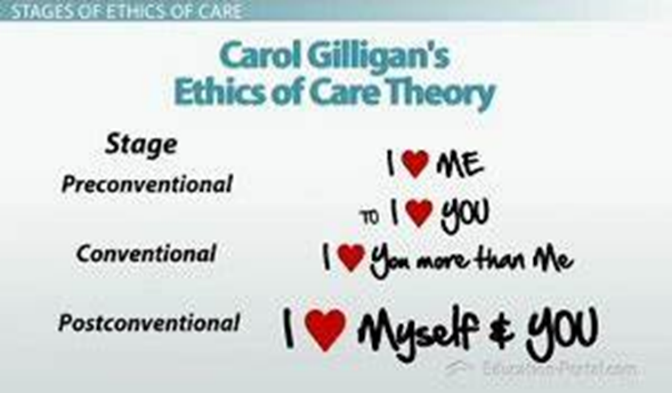 STAGES OF ETHICS OF CARE
Carol Gilligan's
Ethics of Care Theory
Stage
I ❤ ME
Preconventional
TO I ❤ YOU
Conventional
I ❤ You more than Me
Postconventional
I ❤ Myself & YOU
Education-Portal.com